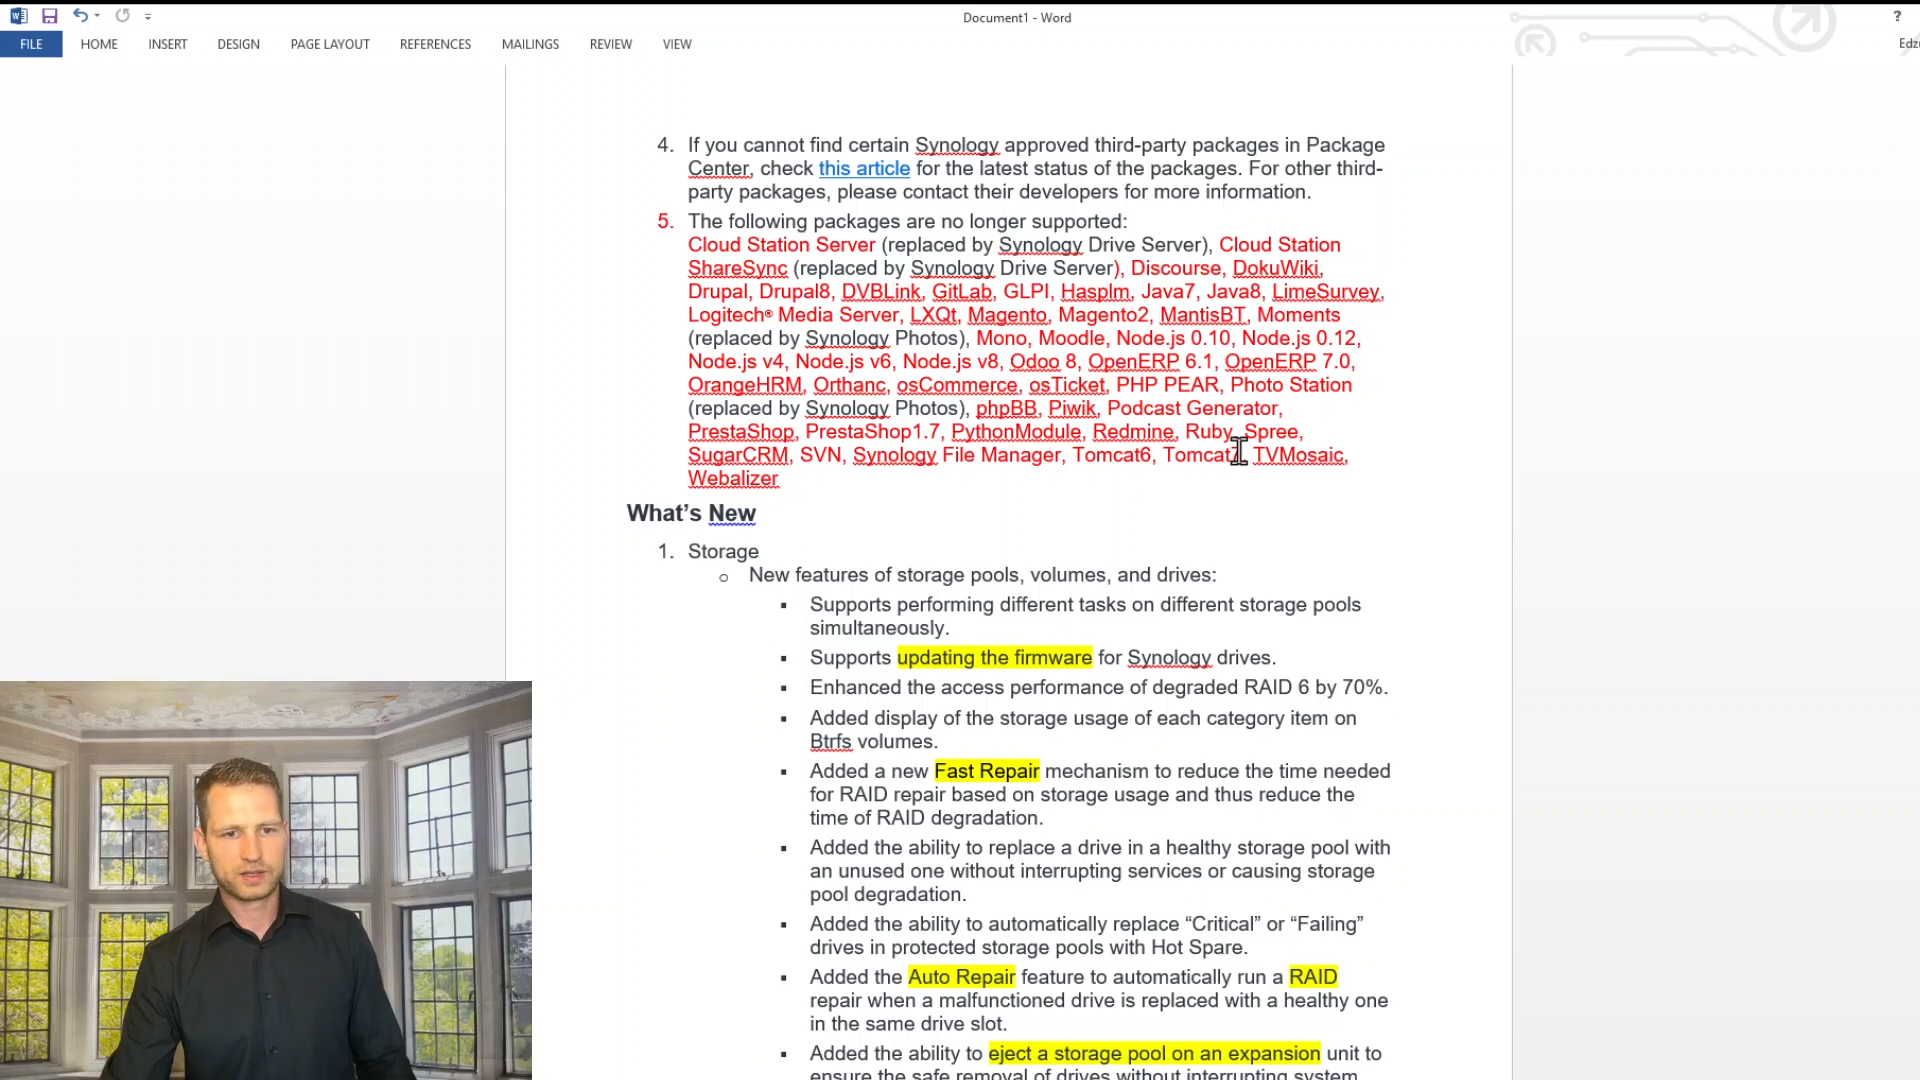 Document1 - Word
?
FILE HOME INSERT DESIGN PAGE LAYOUT REFERENCES MAILINGS REVIEW VIEW
Edz
4. If you cannot find certain Synology approved third-party packages in Package
Center, check this article for the latest status of the packages. For other third-
party packages, please contact their developers for more information.
5. The following packages are no longer supported:
Cloud Station Server (replaced by Synology Drive Server), Cloud Station
ShareSync (replaced by Synology Drive Server), Discourse, DokuWiki,
Drupal, Drupal8, DVBLink, GitLab, GLPI, Hasplm, Java7, Java8, LimeSurvey,
Logitech® Media Server, LXQt, Magento, Magento2, MantisBT, Moments
(replaced by Synology Photos), Mono, Moodle, Node.js 0.10, Node.js 0.12,
Node.js v4, Node.js v6, Node.js v8, Odoo 8, OpenERP 6.1, OpenERP 7.0,
OrangeHRM, Orthanc, osCommerce, osTicket, PHP PEAR, Photo Station
(replaced by Synology Photos), phpBB, Piwik, Podcast Generator,
PrestaShop, PrestaShop1.7, PythonModule, Redmine, Ruby, Spree,
SugarCRM, SVN, Synology File Manager, Tomcat6, Tomcat7, TVMosaic,
Webalizer
What's New
1. Storage
o New features of storage pools, volumes, and drives:
▪ Supports performing different tasks on different storage pools
simultaneously.
▪ Supports updating the firmware for Synology drives.
▪ Enhanced the access performance of degraded RAID 6 by 70%.
▪ Added display of the storage usage of each category item on
Btrfs volumes.
▪ Added a new Fast Repair mechanism to reduce the time needed
for RAID repair based on storage usage and thus reduce the
time of RAID degradation.
▪ Added the ability to replace a drive in a healthy storage pool with
an unused one without interrupting services or causing storage
pool degradation.
▪ Added the ability to automatically replace “Critical” or “Failing”
drives in protected storage pools with Hot Spare.
▪ Added the Auto Repair feature to automatically run a RAID
repair when a malfunctioned drive is replaced with a healthy one
in the same drive slot.
▪ Added the ability to eject a storage pool on an expansion unit to
ensure the safe removal of drives without interrupting system